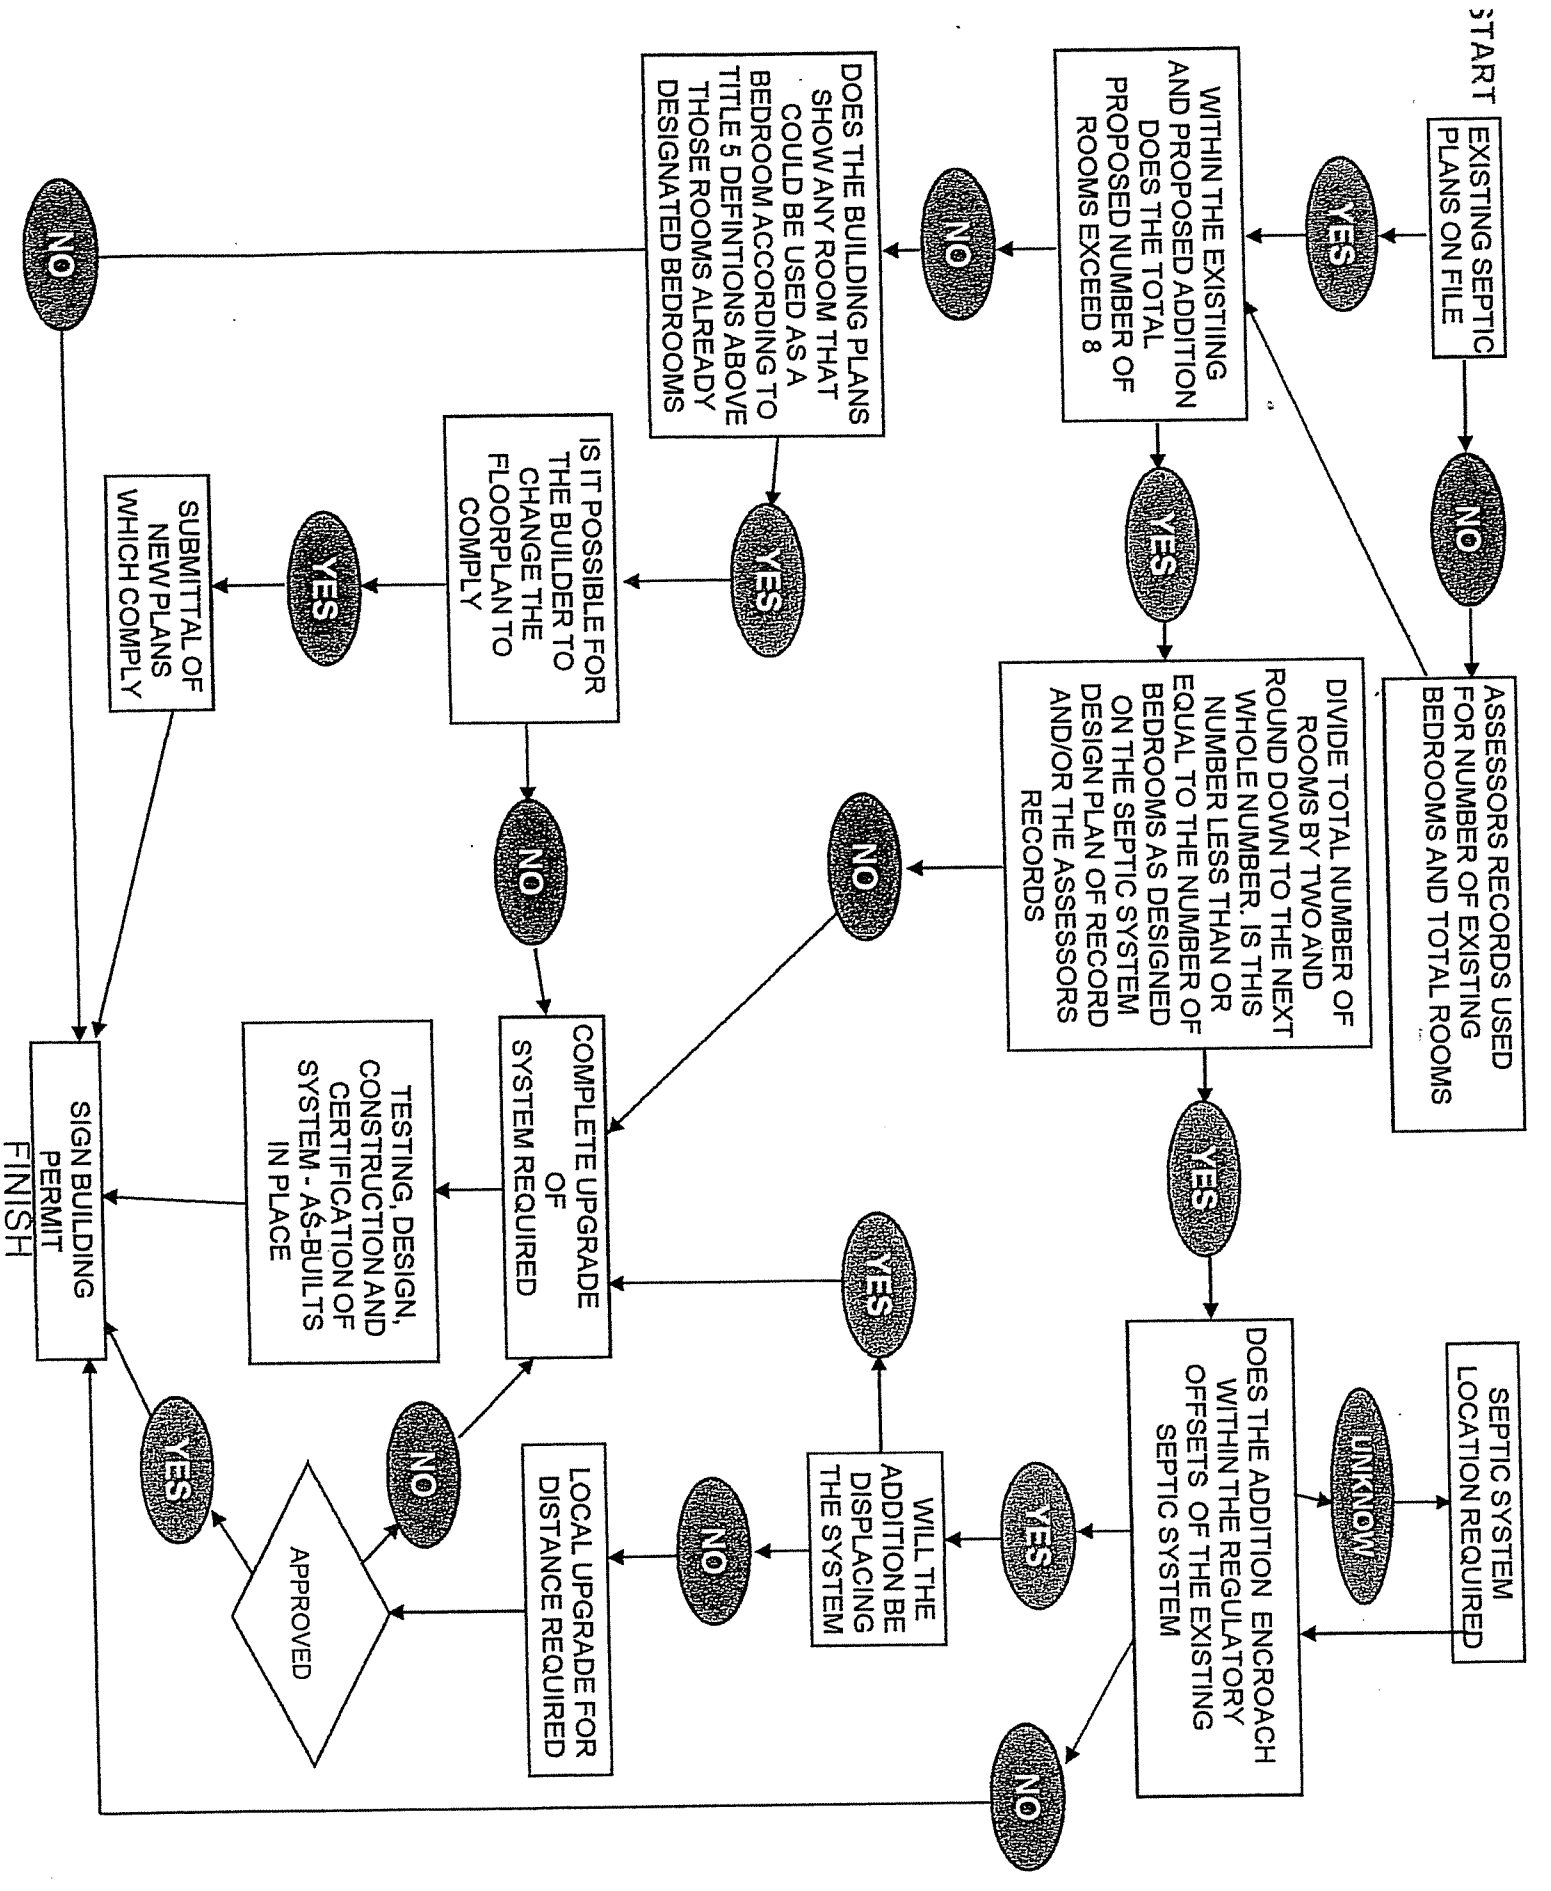 START
EXISTING SEPTIC
PLANS ON FILE
NO
ASSESSORS RECORDS USED
FOR NUMBER OF EXISTING
BEDROOMS AND TOTAL ROOMS
SEPTIC SYSTEM
LOCATION REQUIRED
YES
UNKNOW
WITHIN THE EXISTIING
AND PROPOSED ADDITION
DOES THE TOTAL
PROPOSED NUMBER OF
ROOMS EXCEED 8
YES
DIVIDE TOTAL NUMBER OF
ROOMS BY TWO AND
ROUND DOWN TO THE NEXT
WHOLE NUMBER. IS THIS
NUMBER LESS THAN OR
EQUAL TO THE NUMBER OF
BEDROOMS AS DESIGNED
ON THE SEPTIC SYSTEM
DESIGN PLAN OF RECORD
AND/OR THE ASSESSORS
RECORDS
YES
DOES THE ADDITION ENCROACH
WITHIN THE REGULATORY
OFFSETS OF THE EXISTING
SEPTIC SYSTEM
NO
NO
YES
NO
DOES THE BUILDING PLANS
SHOW ANY ROOM THAT
COULD BE USED AS A
BEDROOM ACCORDING TO
TITLE 5 DEFINTIONS ABOVE
THOSE ROOMS ALREADY
DESIGNATED BEDROOMS
YES
YES
WILL THE
ADDITION BE
DISPLACING
THE SYSTEM
NO
IS IT POSSIBLE FOR
THE BUILDER TO
CHANGE THE
FLOORPLAN TO
COMPLY
NO
COMPLETE UPGRADE
OF
SYSTEM REQUIRED
LOCAL UPGRADE FOR
DISTANCE REQUIRED
YES
TESTING, DESIGN,
CONSTRUCTION AND
CERTIFICATION OF
SYSTEM - AS-BUILTS
IN PLACE
NO
APPROVED
SUBMITTAL OF
NEW PLANS
WHICH COMPLY
YES
NO
SIGN BUILDING
PERMIT
FINISH